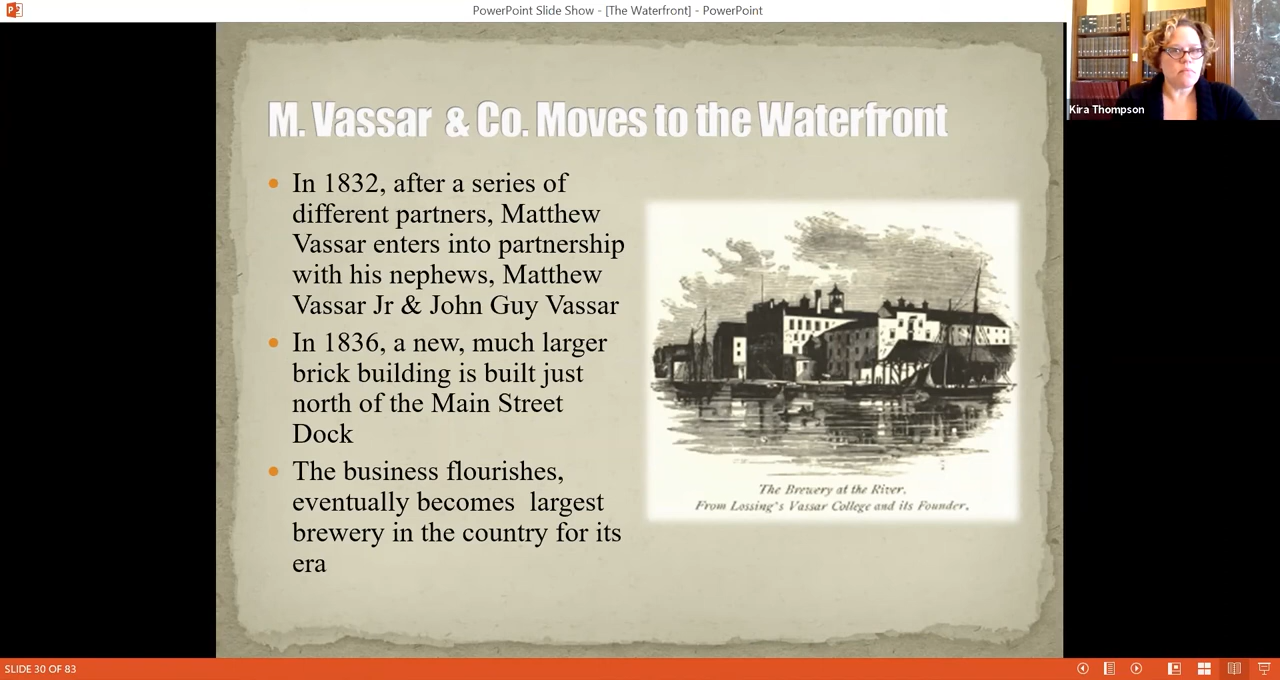 PowerPoint Slide Show - [The Waterfront] - PowerPoint
Kira Thompson
M. Vassar & Co. Moves to the Waterfront
In 1832, after a series of
different partners, Matthew
Vassar enters into partnership
with his nephews, Matthew
Vassar Jr & John Guy Vassar
In 1836, a new, much larger
brick building is built just
north of the Main Street
Dock
The business flourishes,
eventually becomes largest
brewery in the country for its
era
The Brewery at the River.
From Lossing's Vassar College and its Founder.
SLIDE 30 OF 83